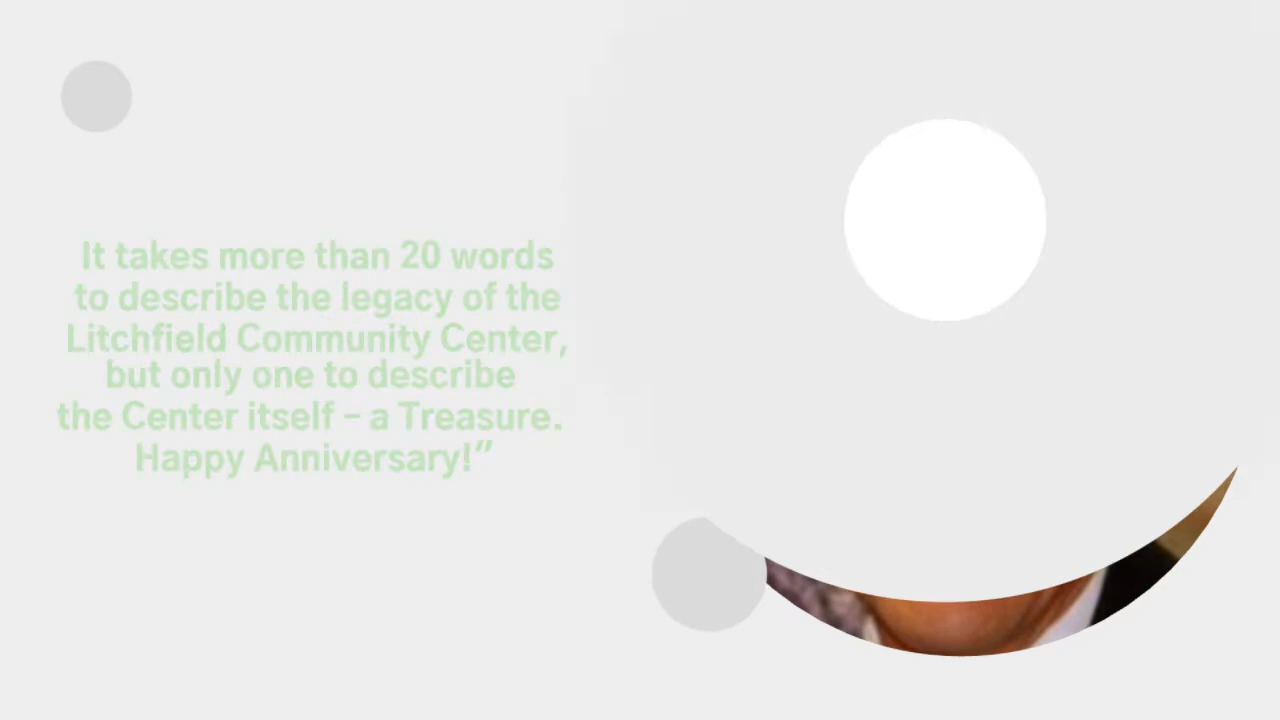 It takes more than 20 words
to describe the legacy of the
Litchfield Community Center,
but only one to describe
the Center itself – a Treasure.
Happy Anniversary!”